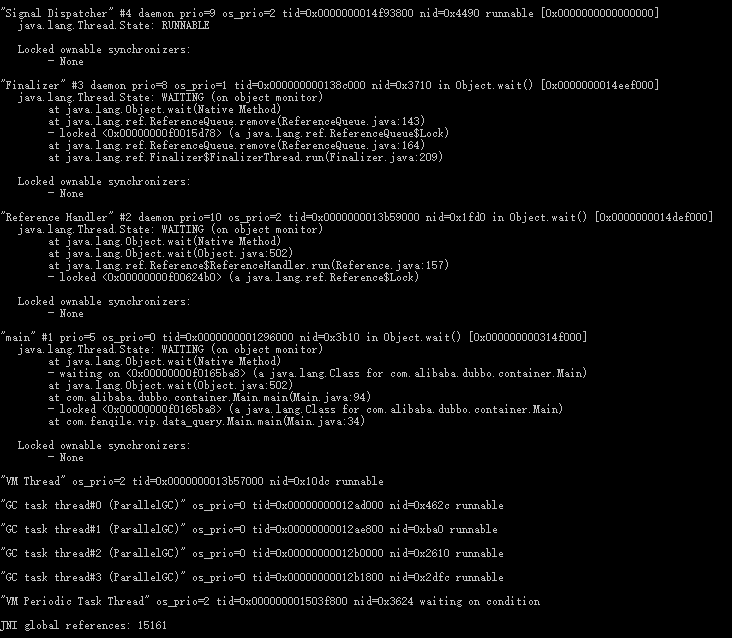 "Signal Dispatcher" #4 daemon prio=9 os_prio=2 tid=0x0000000014f93800 nid=0x4490 runnable [0x0000000000000000]
java.lang.Thread.State: RUNNABLE
Locked ownable synchronizers:
- None
"Finalizer" #3 daemon prio=8 os_prio=1 tid=0x000000000138c000 nid=0x3710 in Object.wait() [0x0000000014eef000]
java.lang.Thread.State: WAITING (on object monitor)
at java.lang.Object.wait(Native Method)
at java.lang.ref.ReferenceQueue.remove(ReferenceQueue.java:143)
- locked <0x00000000f0015d78> (a java.lang.ref.ReferenceQueue$Lock)
at java.lang.ref.ReferenceQueue.remove(ReferenceQueue.java:164)
at java.lang.ref.Finalizer$FinalizerThread.run(Finalizer.java:209)
Locked ownable synchronizers:
- None
"Reference Handler" #2 daemon prio=10 os_prio=2 tid=0x0000000013b59000 nid=0x1fd0 in Object.wait() [0x0000000014def000]
java.lang.Thread.State: WAITING (on object monitor)
at java.lang.Object.wait(Native Method)
at java.lang.Object.wait(Object.java:502)
at java.lang.ref.Reference$ReferenceHandler.run(Reference.java:157)
- locked <0x00000000f00624b0> (a java.lang.ref.Reference$Lock)
Locked ownable synchronizers:
- None
"main" #1 prio=5 os_prio=0 tid=0x0000000001296000 nid=0x3b10 in Object.wait() [0x000000000314f000]
java.lang.Thread.State: WAITING (on object monitor)
at java.lang.Object.wait(Native Method)
- waiting on <0x00000000f0165ba8> (a java.lang.Class for com.alibaba.dubbo.container.Main)
at java.lang.Object.wait(Object.java:502)
at com.alibaba.dubbo.container.Main.main(Main.java:94)
- locked <0x00000000f0165ba8> (a java.lang.Class for com.alibaba.dubbo.container.Main)
at com.fenqile.vip.data_query.Main.main(Main.java:34)
Locked ownable synchronizers:
- None
"VM Thread" os_prio=2 tid=0x0000000013b57000 nid=0x10dc runnable
"GC task thread#0 (ParallelGC)" os_prio=0 tid=0x00000000012ad000 nid=0x462c runnable
"GC task thread#1 (ParallelGC)" os_prio=0 tid=0x00000000012ae800 nid=0xba0 runnable
"GC task thread#2 (ParallelGC)" os_prio=0 tid=0x00000000012b0000 nid=0x2610 runnable
"GC task thread#3 (ParallelGC)" os_prio=0 tid=0x00000000012b1800 nid=0x2dfc runnable
"VM Periodic Task Thread" os_prio=2 tid=0x000000001503f800 nid=0x3624 waiting on condition
JNI global references: 15161